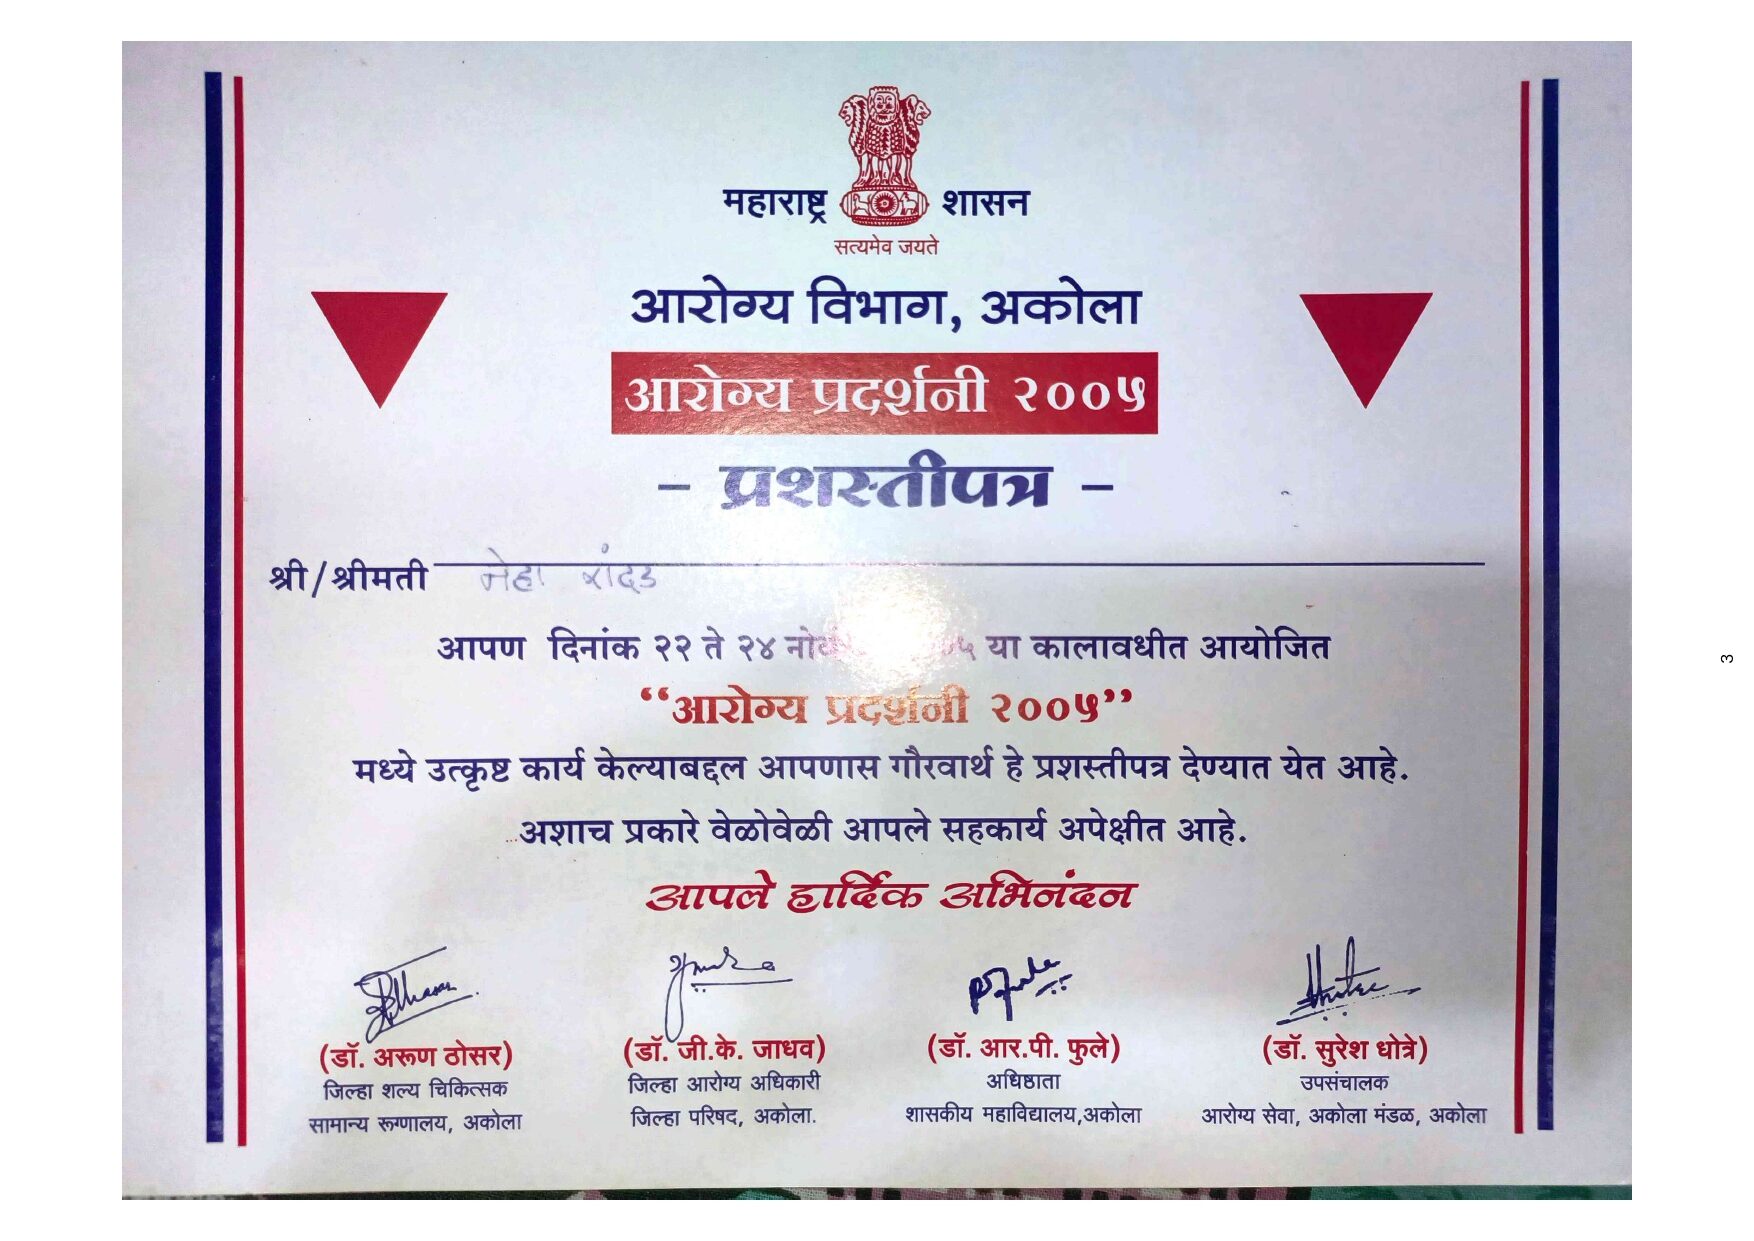 महाराष्ट्र शासन
सत्यमेव जयते
आरोग्य विभाग, अकोला
आरोग्य प्रदर्शनी २००५
- प्रशस्तीपत्र -
श्री/श्रीमती नेहा रांदड
आपण दिनांक २२ ते २४ या कालावधीत आयोजित
“आरोग्य प्रदर्शनी २००५”
मध्ये उत्कृष्ट कार्य केल्याबद्दल आपणास गौरवार्थ हे प्रशस्तीपत्र देण्यात येत आहे.
अशाच प्रकारे वेळोवेळी आपले सहकार्य अपेक्षीत आहे.
आपले हार्दिक अभिनंदन
(डॉ. अरूण ठोसर) (डॉ. जी.के. जाधव) (डॉ. आर.पी. फुले) (डॉ. सुरेश धोत्रे)
जिल्हा शल्य चिकित्सक जिल्हा आरोग्य अधिकारी अधिष्ठाता उपसंचालक
सामान्य रूग्णालय, अकोला जिल्हा परिषद, अकोला. शासकीय महाविद्यालय,अकोला आरोग्य सेवा, अकोला मंडळ, अकोला
3